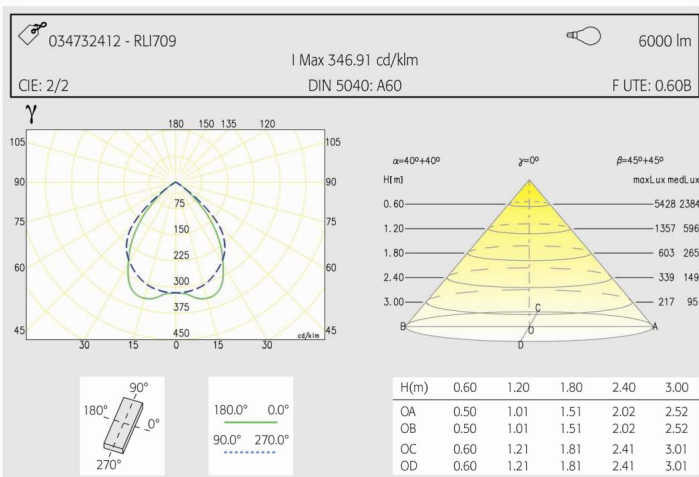 034732412 - RLI709
6000 lm
I Max 346.91 cd/klm
CIE: 2/2
DIN 5040: A60
F UTE: 0.60B
γ
180 150 135 120
105 105
90 90
75 75
60 60
45 45
75
150
225
300
375
450
cd/klm
30 15 0 15 30
α=40º+40º γ=0º β=45º+45º
H[m] maxLux medLux
0.60 5428 2384
1.20 1357 596
1.80 603 265
2.40 339 149
3.00 217 95
C
B O A
D
90°
180° 0°
270°
180.0° 0.0°
90.0° 270.0°
H(m) 0.60 1.20 1.80 2.40 3.00
OA 0.50 1.01 1.51 2.02 2.52
OB 0.50 1.01 1.51 2.02 2.52
OC 0.60 1.21 1.81 2.41 3.01
OD 0.60 1.21 1.81 2.41 3.01